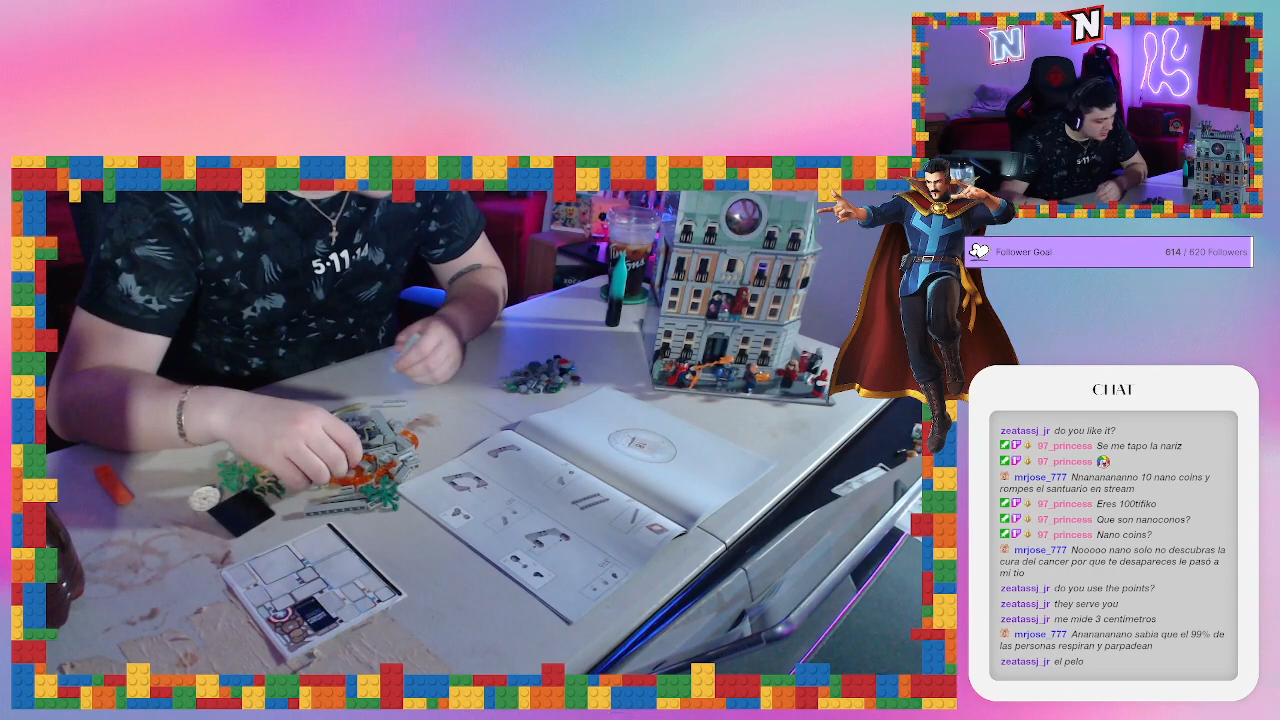 N
N
Follower Goal
614 / 620 Followers
5·11·14
CHAT
zeatassj_jr do you like it?
97_princess Se me tapo la nariz
97_princess
mrjose_777 Nnanananano 10 nano coins y
rompes el santuario en stream
97_princess Eres 100tifiko
97_princess Que son nanoconos?
97_princess Nano coins?
mrjose_777 Nooooo nano solo no descubras la
cura del cancer por que te desapareces le pasó a
mi tio
zeatassj_jr do you use the points?
zeatassj_jr they serve you
zeatassj_jr me mide 3 centímetros
mrjose_777 Ananananano sabia que el 99% de
las personas respiran y parpadean
zeatassj_jr el pelo